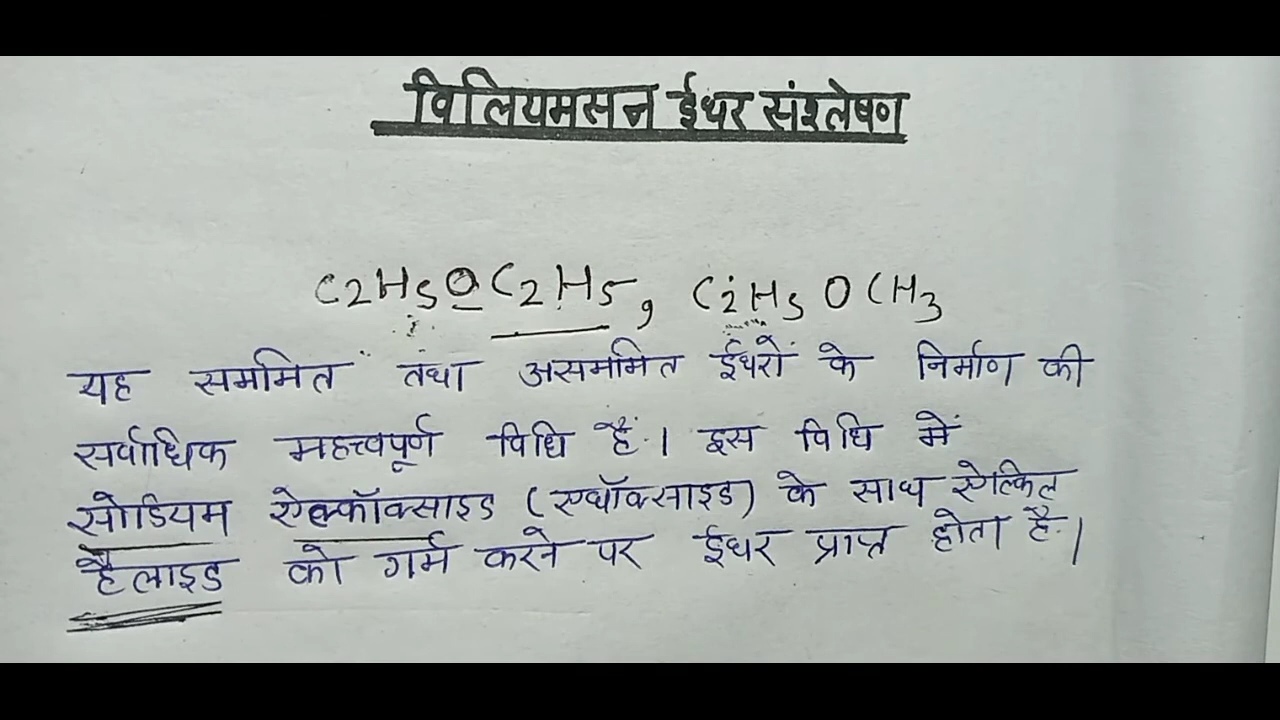 विलियमसन ईथर संश्लेषण
C2H5OC2H5, C2H5OCH3
यह सममित तथा असममित ईथरों के निर्माण की
सर्वाधिक महत्त्वपूर्ण विधि है। इस विधि में
सोडियम ऐल्कॉक्साइड (एथॉक्साइड) के साथ ऐल्किल
हैलाइड को गर्म करने पर ईथर प्राप्त होता है।